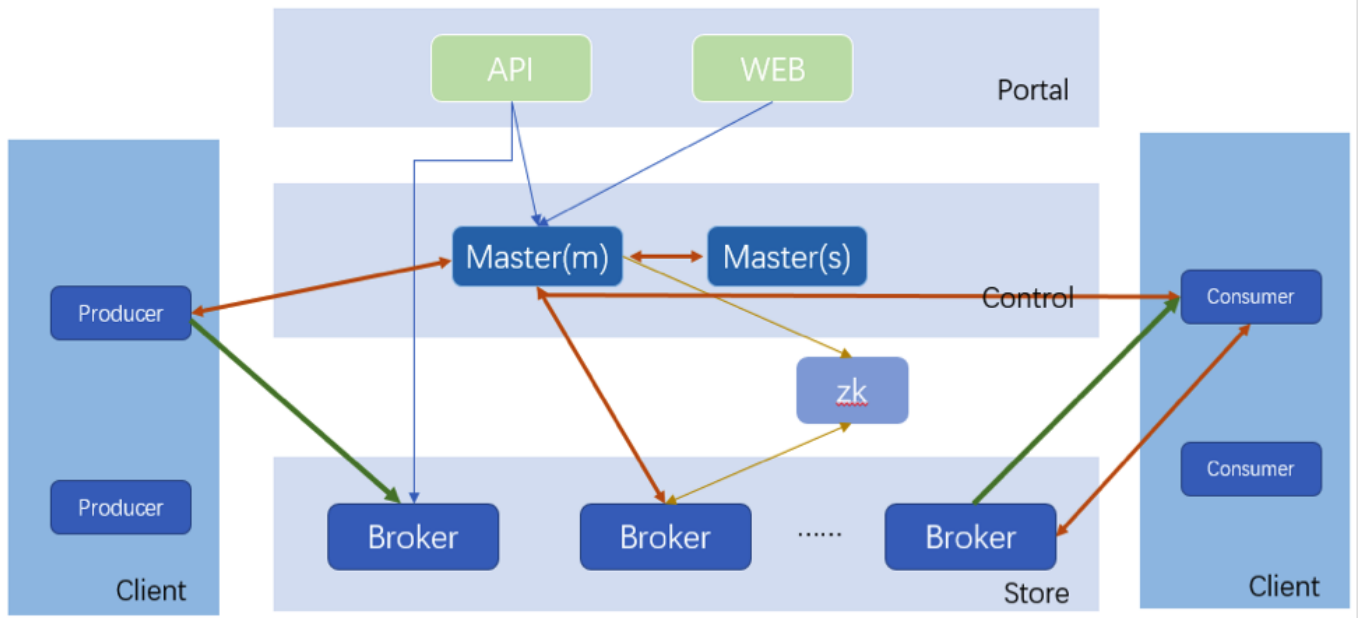 API
WEB
Portal
Master(m)
Master(s)
Control
Producer
Consumer
zk
Consumer
Producer
Broker
Broker
......
Broker
Client
Store
Client